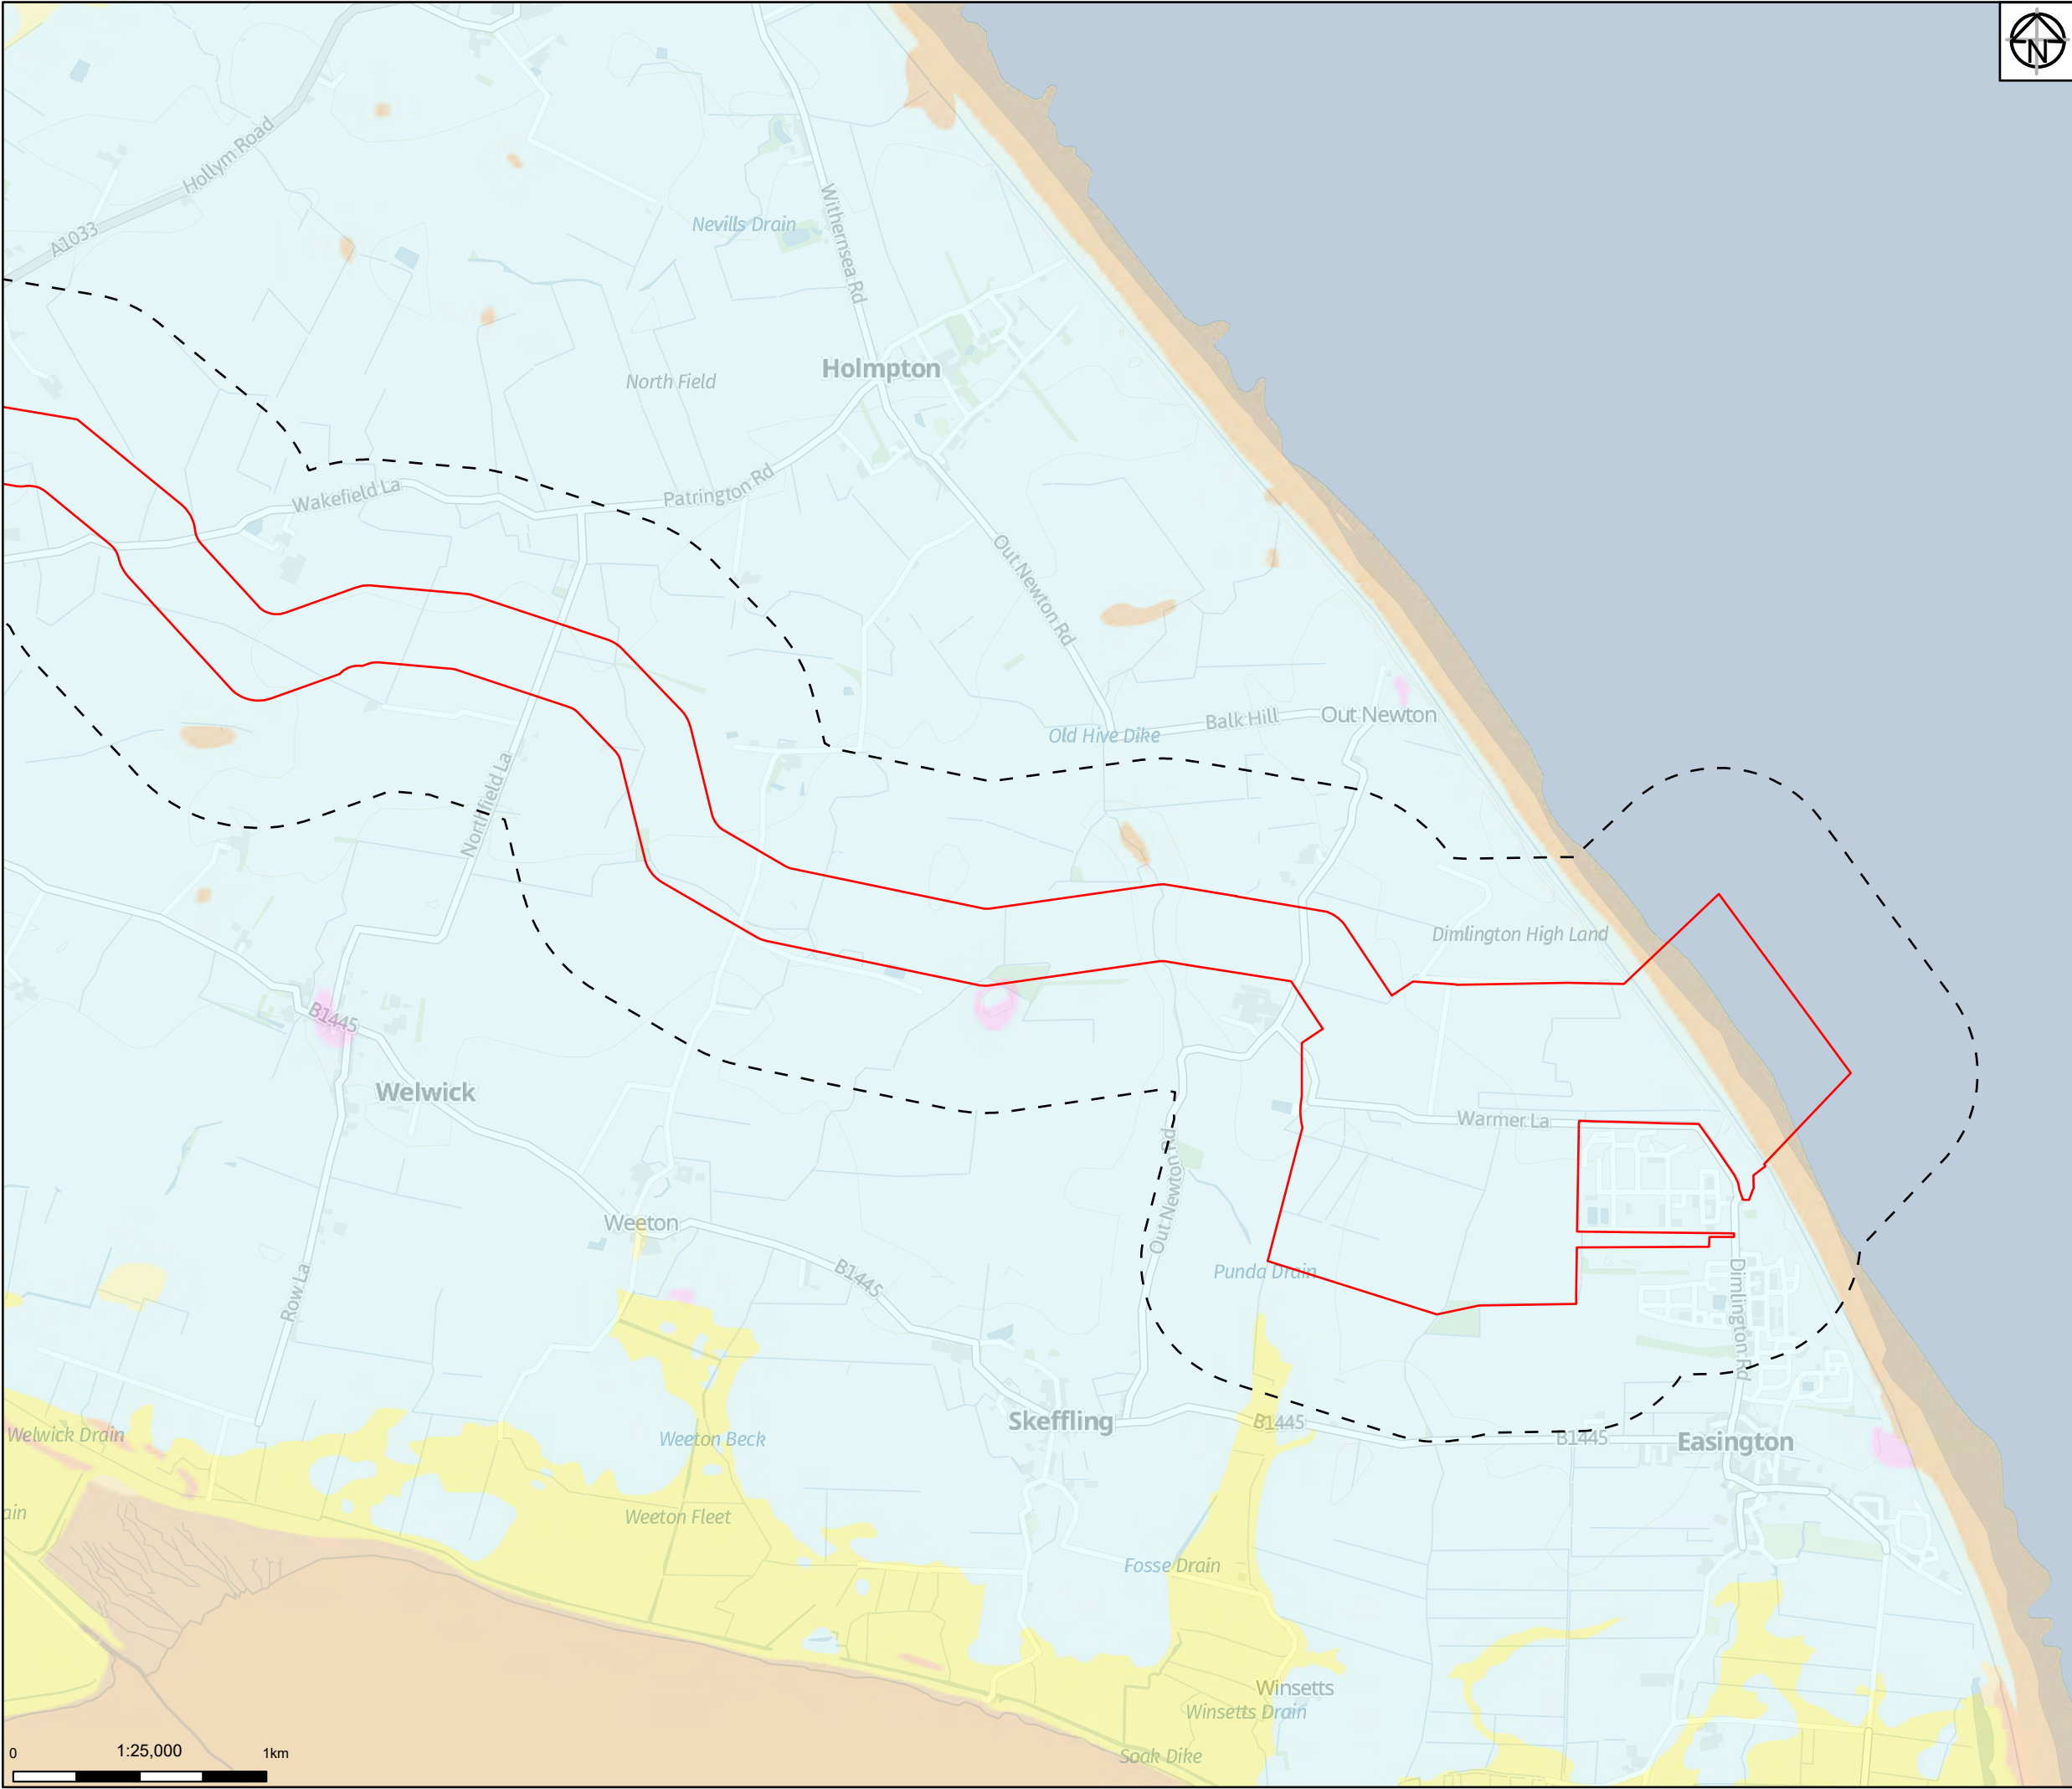 N
Hollym Road
A1033
Withernsea Rd
Nevills Drain
North Field
Holmpton
Wakefield La
Patrington Rd
Out Newton Rd
Old Hive Dike
Balk Hill
Out Newton
Northfield La
Dimlington High Land
B1445
Welwick
Warmer La
Weeton
Out Newton Rd
Punda Drain
B1445
Row La
Dimlington Rd
Skeffling
B1445
B1445
Easington
Welwick Drain
Weeton Beck
ain
Weeton Fleet
Fosse Drain
Winsetts
Winsetts Drain
Soak Dike
0 1:25,000 1km